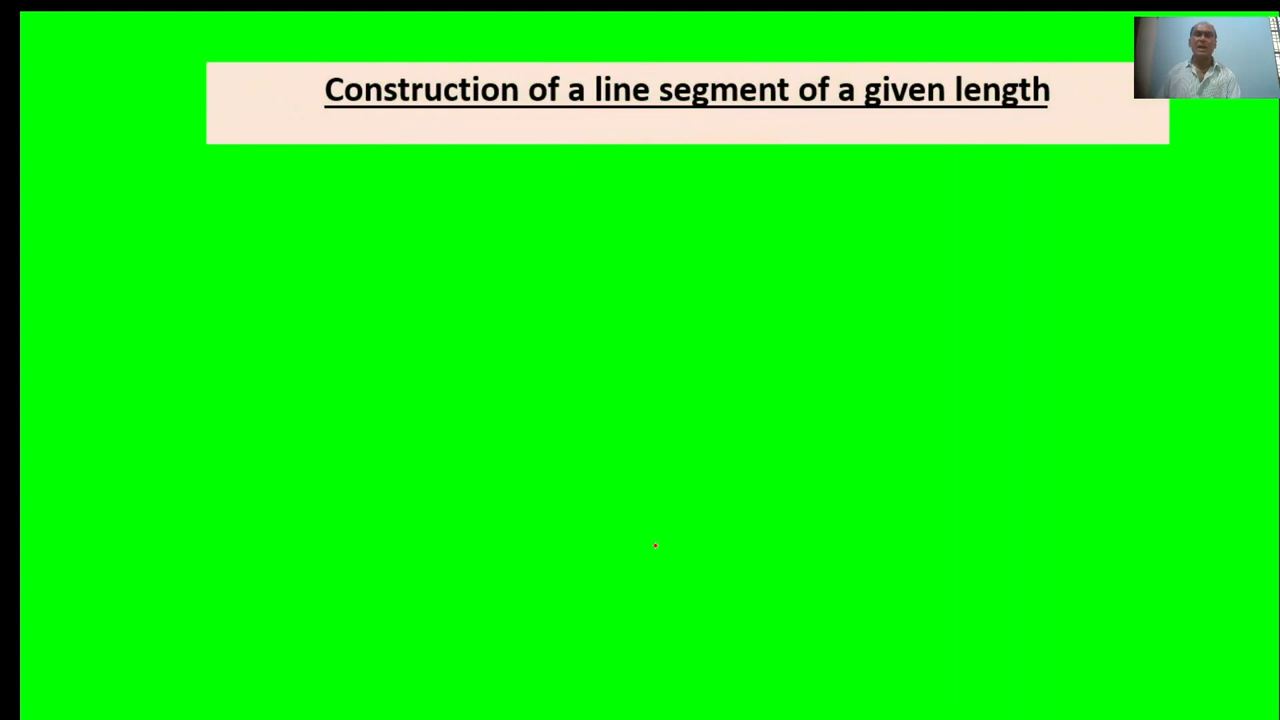 Construction of a line segment of a given length